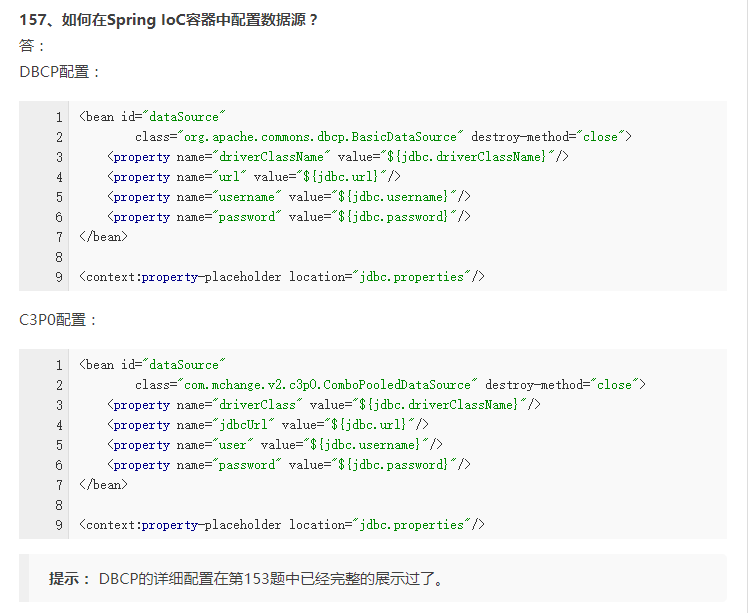 157、如何在Spring IoC容器中配置数据源？
答：
DBCP配置：
1 <bean id="dataSource"
2         class="org.apache.commons.dbcp.BasicDataSource" destroy-method="close">
3     <property name="driverClassName" value="${jdbc.driverClassName}"/>
4     <property name="url" value="${jdbc.url}"/>
5     <property name="username" value="${jdbc.username}"/>
6     <property name="password" value="${jdbc.password}"/>
7 </bean>
8
9 <context:property-placeholder location="jdbc.properties"/>
C3P0配置：
1 <bean id="dataSource"
2         class="com.mchange.v2.c3p0.ComboPooledDataSource" destroy-method="close">
3     <property name="driverClass" value="${jdbc.driverClassName}"/>
4     <property name="jdbcUrl" value="${jdbc.url}"/>
5     <property name="user" value="${jdbc.username}"/>
6     <property name="password" value="${jdbc.password}"/>
7 </bean>
8
9 <context:property-placeholder location="jdbc.properties"/>
提示： DBCP的详细配置在第153题中已经完整的展示过了。